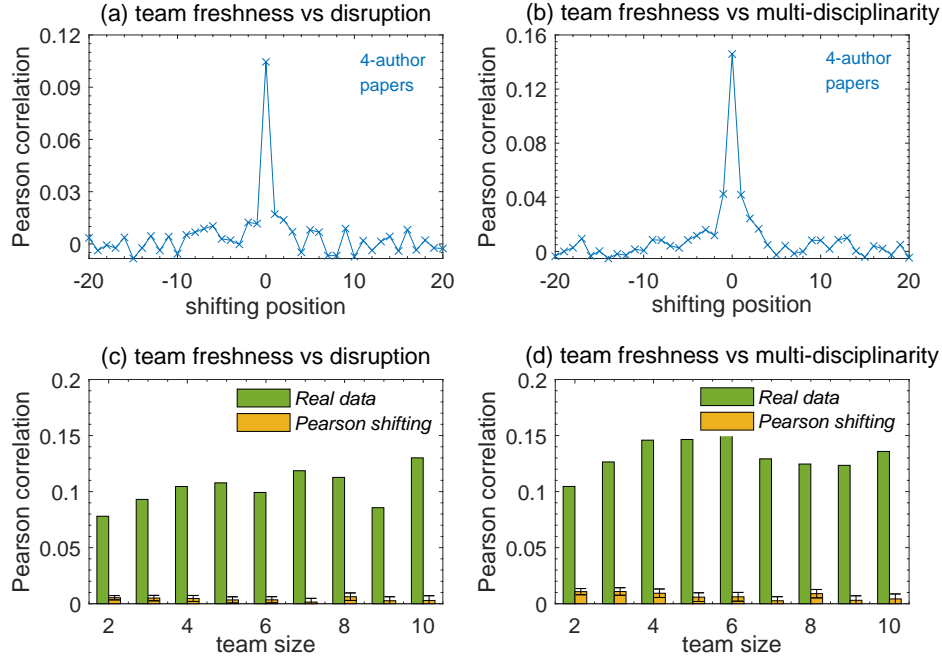 (a) team freshness vs disruption
0.12
0.09
0.06
0.03
0
Pearson correlation
4-author
papers
-20 -10 0 10 20
shifting position
(b) team freshness vs multi-disciplinarity
0.16
0.12
0.08
0.04
0
Pearson correlation
4-author
papers
-20 -10 0 10 20
shifting position
(c) team freshness vs disruption
0.2
0.15
0.1
0.05
0
Pearson correlation
Real data
Pearson shifting
2 4 6 8 10
team size
(d) team freshness vs multi-disciplinarity
0.2
0.15
0.1
0.05
0
Pearson correlation
Real data
Pearson shifting
2 4 6 8 10
team size